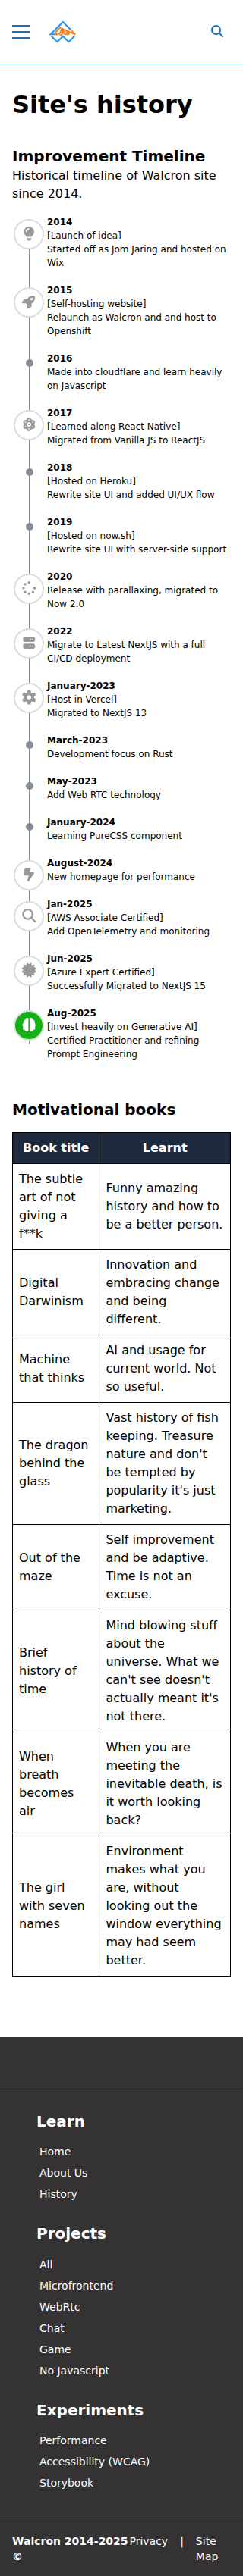 Site's history
Improvement Timeline
Historical timeline of Walcron site
since 2014.
2014
[Launch of idea]
Started off as Jom Jaring and hosted on
Wix
2015
[Self-hosting website]
Relaunch as Walcron and and host to
Openshift
2016
Made into cloudflare and learn heavily
on Javascript
2017
[Learned along React Native]
Migrated from Vanilla JS to ReactJS
2018
[Hosted on Heroku]
Rewrite site UI and added UI/UX flow
2019
[Hosted on now.sh]
Rewrite site UI with server-side support
2020
Release with parallaxing, migrated to
Now 2.0
2022
Migrate to Latest NextJS with a full
CI/CD deployment
January-2023
[Host in Vercel]
Migrated to NextJS 13
March-2023
Development focus on Rust
May-2023
Add Web RTC technology
January-2024
Learning PureCSS component
August-2024
New homepage for performance
Jan-2025
[AWS Associate Certified]
Add OpenTelemetry and monitoring
Jun-2025
[Azure Expert Certified]
Successfully Migrated to NextJS 15
Aug-2025
[Invest heavily on Generative AI]
Certified Practitioner and refining
Prompt Engineering
Motivational books
Book title Learnt
The subtle
art of not
giving a
f**k
Funny amazing
history and how to
be a better person.
Digital
Darwinism
Innovation and
embracing change
and being
different.
Machine
that thinks
AI and usage for
current world. Not
so useful.
The dragon
behind the
glass
Vast history of fish
keeping. Treasure
nature and don't
be tempted by
popularity it's just
marketing.
Out of the
maze
Self improvement
and be adaptive.
Time is not an
excuse.
Brief
history of
time
Mind blowing stuff
about the
universe. What we
can't see doesn't
actually meant it's
not there.
When
breath
becomes
air
When you are
meeting the
inevitable death, is
it worth looking
back?
The girl
with seven
names
Environment
makes what you
are, without
looking out the
window everything
may had seem
better.
Learn
Home
About Us
History
Projects
All
Microfrontend
WebRtc
Chat
Game
No Javascript
Experiments
Performance
Accessibility (WCAG)
Storybook
Walcron 2014-2025 Privacy | Site
© Map